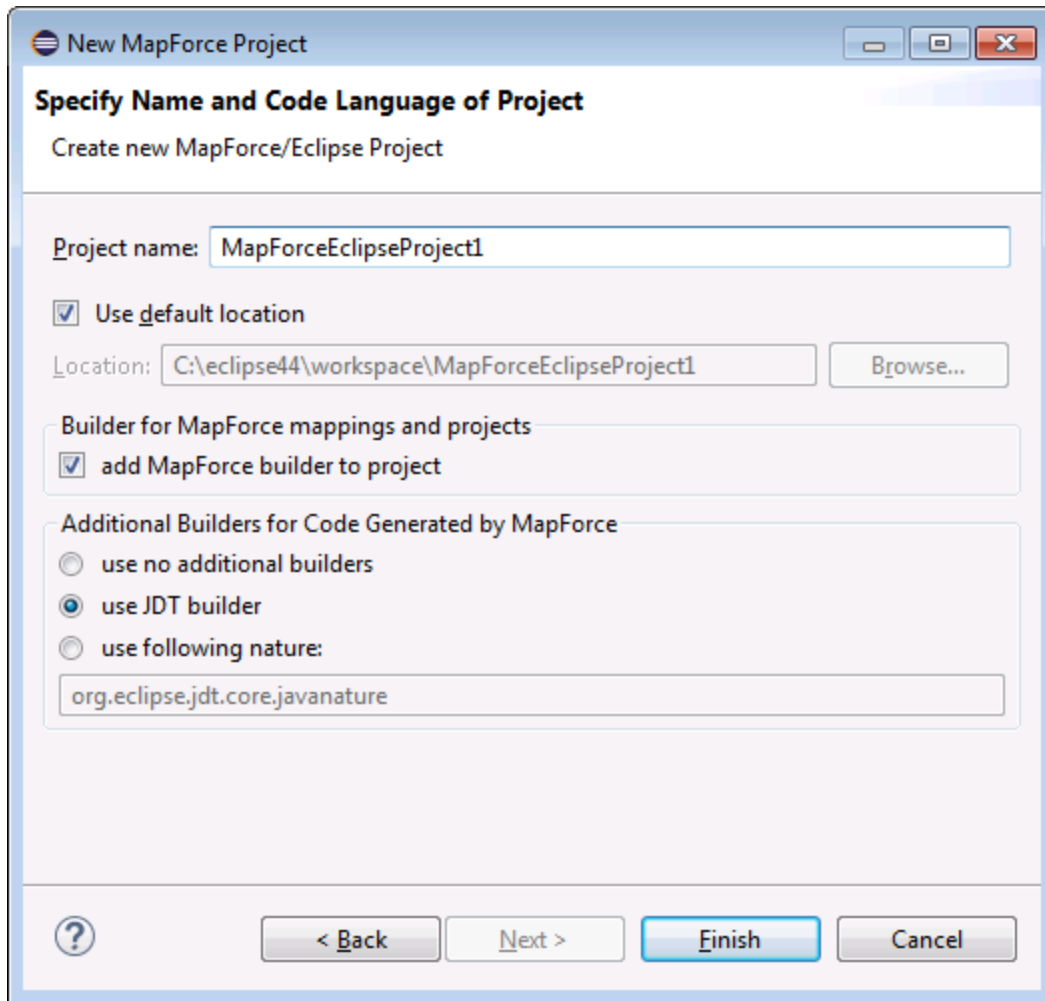 New MapForce Project
Specify Name and Code Language of Project
Create new MapForce/Eclipse Project
Project name: MapForceEclipseProject1
Use default location
Location: C:\eclipse44\workspace\MapForceEclipseProject1 Browse...
Builder for MapForce mappings and projects
add MapForce builder to project
Additional Builders for Code Generated by MapForce
use no additional builders
use JDT builder
use following nature:
org.eclipse.jdt.core.javanature
? < Back Next > Finish Cancel